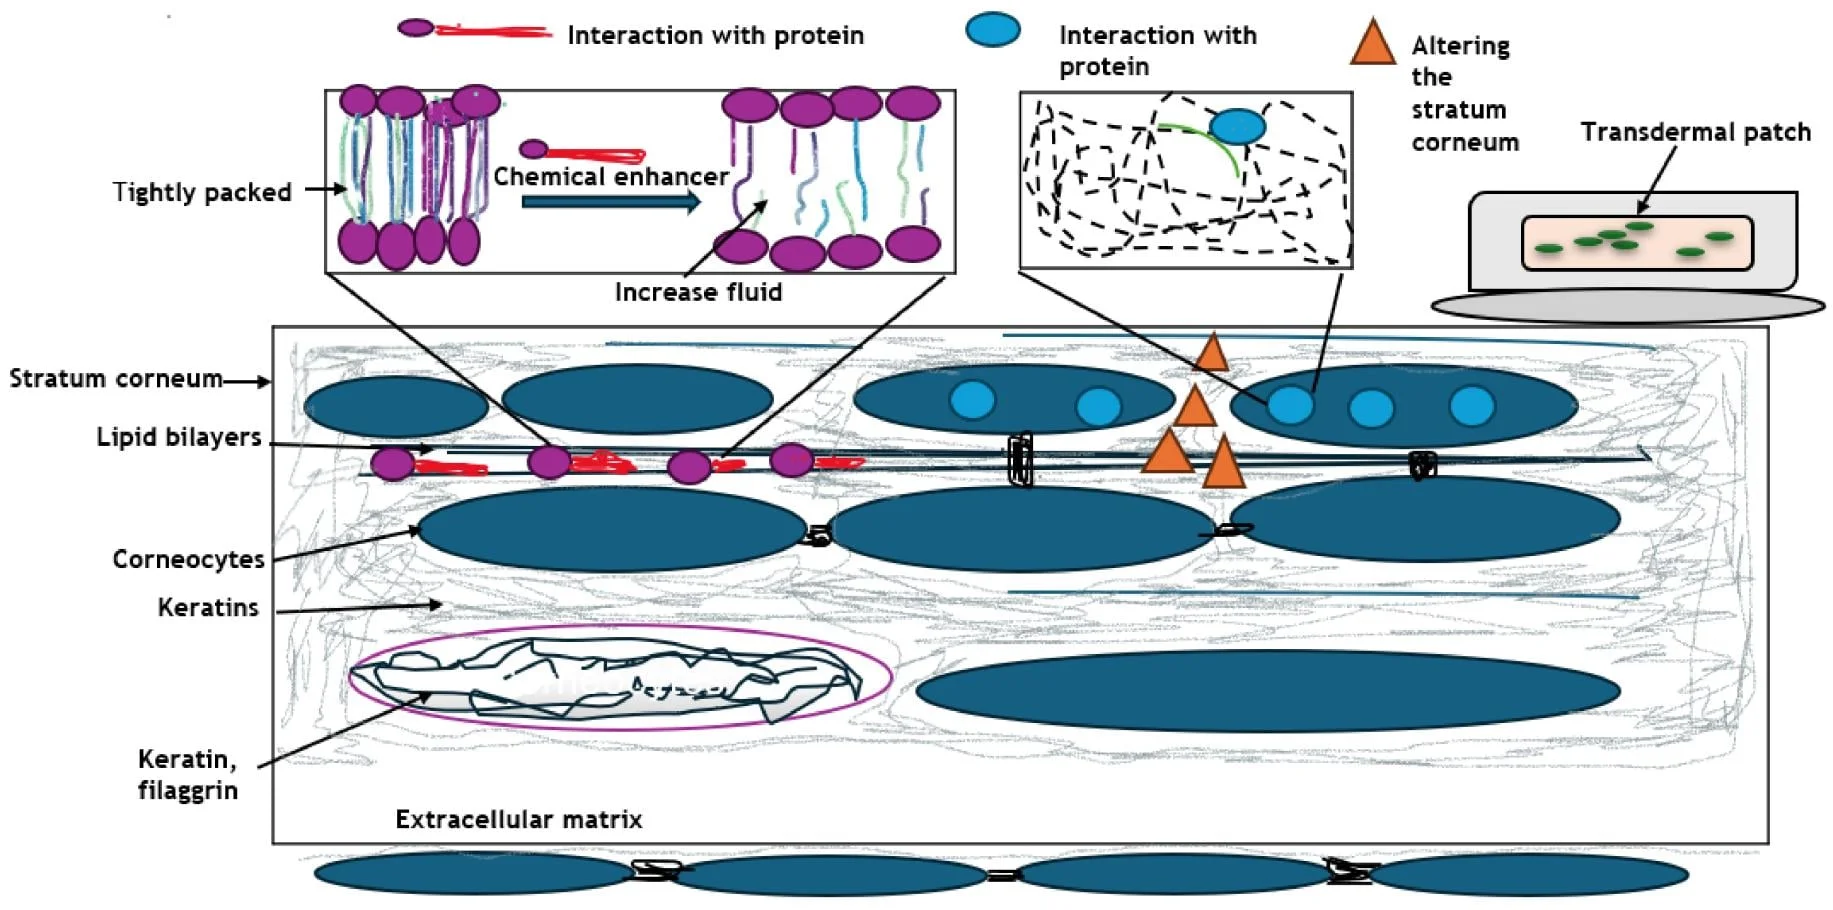 Interaction with protein
Interaction with
protein
Altering
the
stratum
corneum
Transdermal patch
Tightly packed
Chemical enhancer
Increase fluid
Stratum corneum
Lipid bilayers
Corneocytes
Keratins
Keratin,
filaggrin
Extracellular matrix